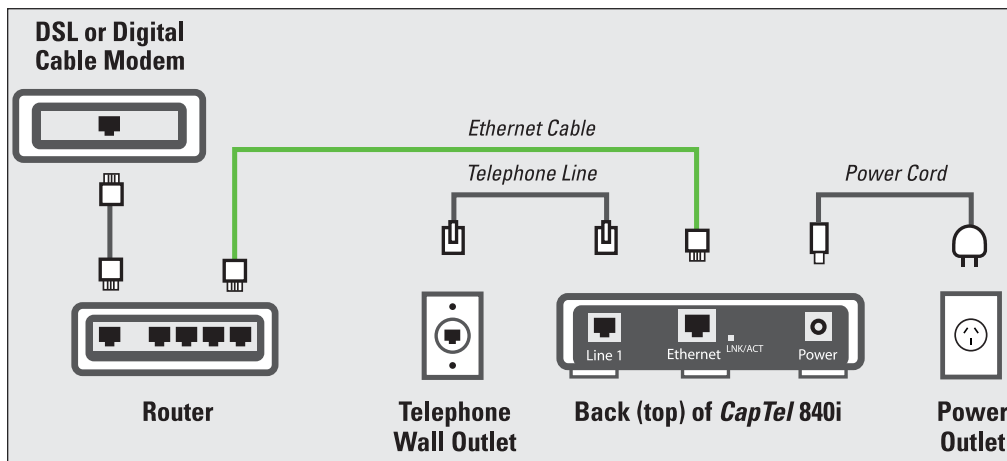 DSL or Digital
Cable Modem
Ethernet Cable
Telephone Line
Power Cord
Line 1
Ethernet
LNK/ACT
Power
Router
Telephone
Wall Outlet
Back (top) of CapTel 840i
Power
Outlet